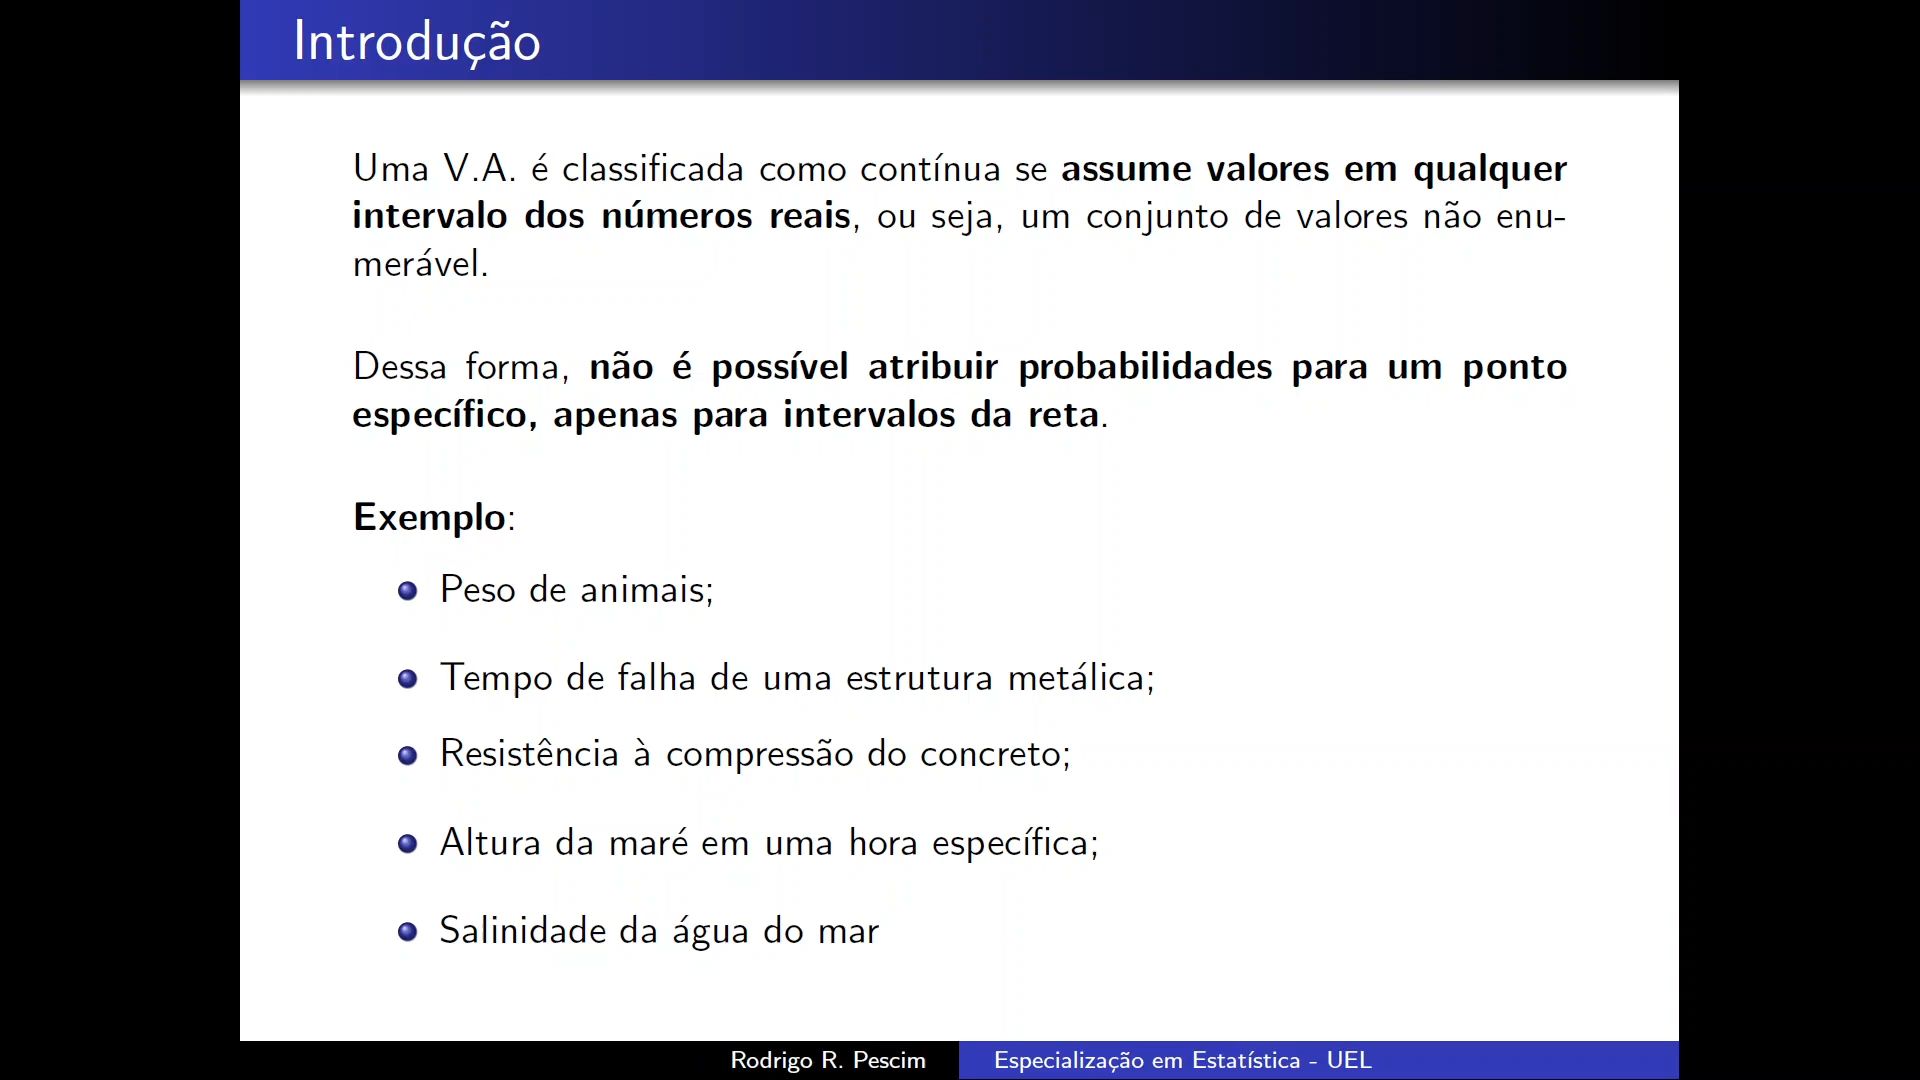 Introdução
Uma V.A. é classificada como contínua se assume valores em qualquer
intervalo dos números reais, ou seja, um conjunto de valores não enu-
merável.
Dessa forma, não é possível atribuir probabilidades para um ponto
específico, apenas para intervalos da reta.
Exemplo:
Peso de animais;
Tempo de falha de uma estrutura metálica;
Resistência à compressão do concreto;
Altura da maré em uma hora específica;
Salinidade da água do mar
Rodrigo R. Pescim Especialização em Estatística - UEL